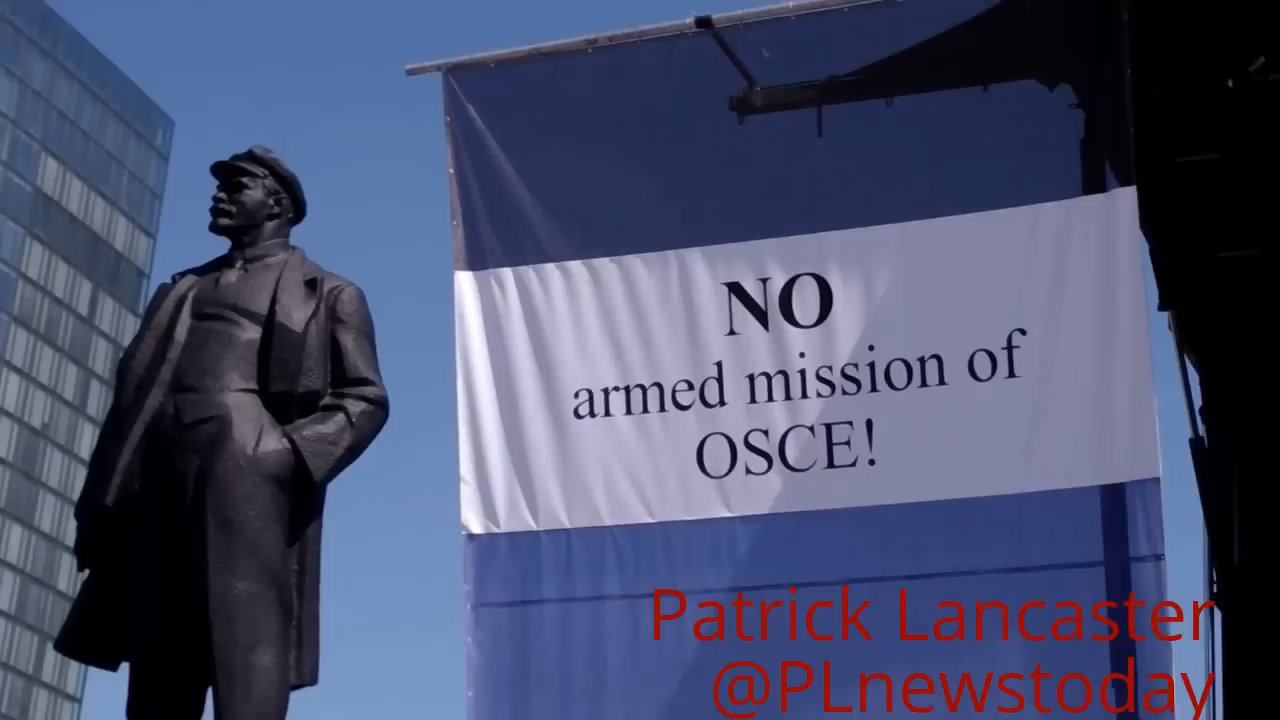 NO
armed mission of
OSCE!
Patrick Lancaster
@PLnewstoday